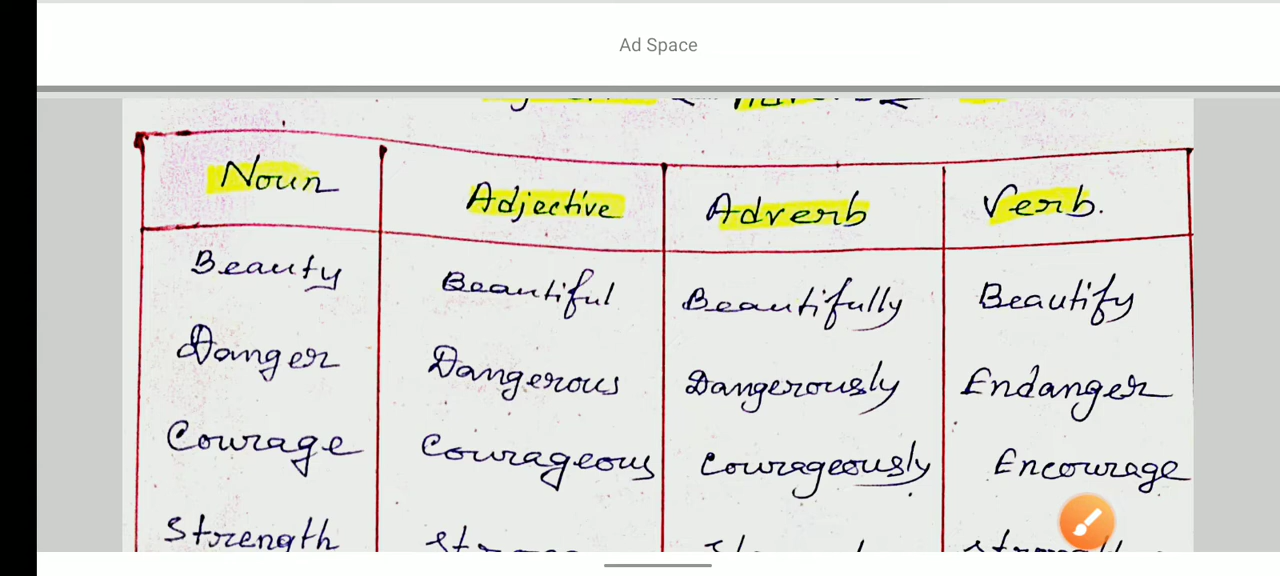 Ad Space
Noun Adjective Adverb Verb.
Beauty Beautiful Beautifully Beautify
Danger Dangerous Dangerously Endanger
Courage Courageous Courageously Encourage
Strength